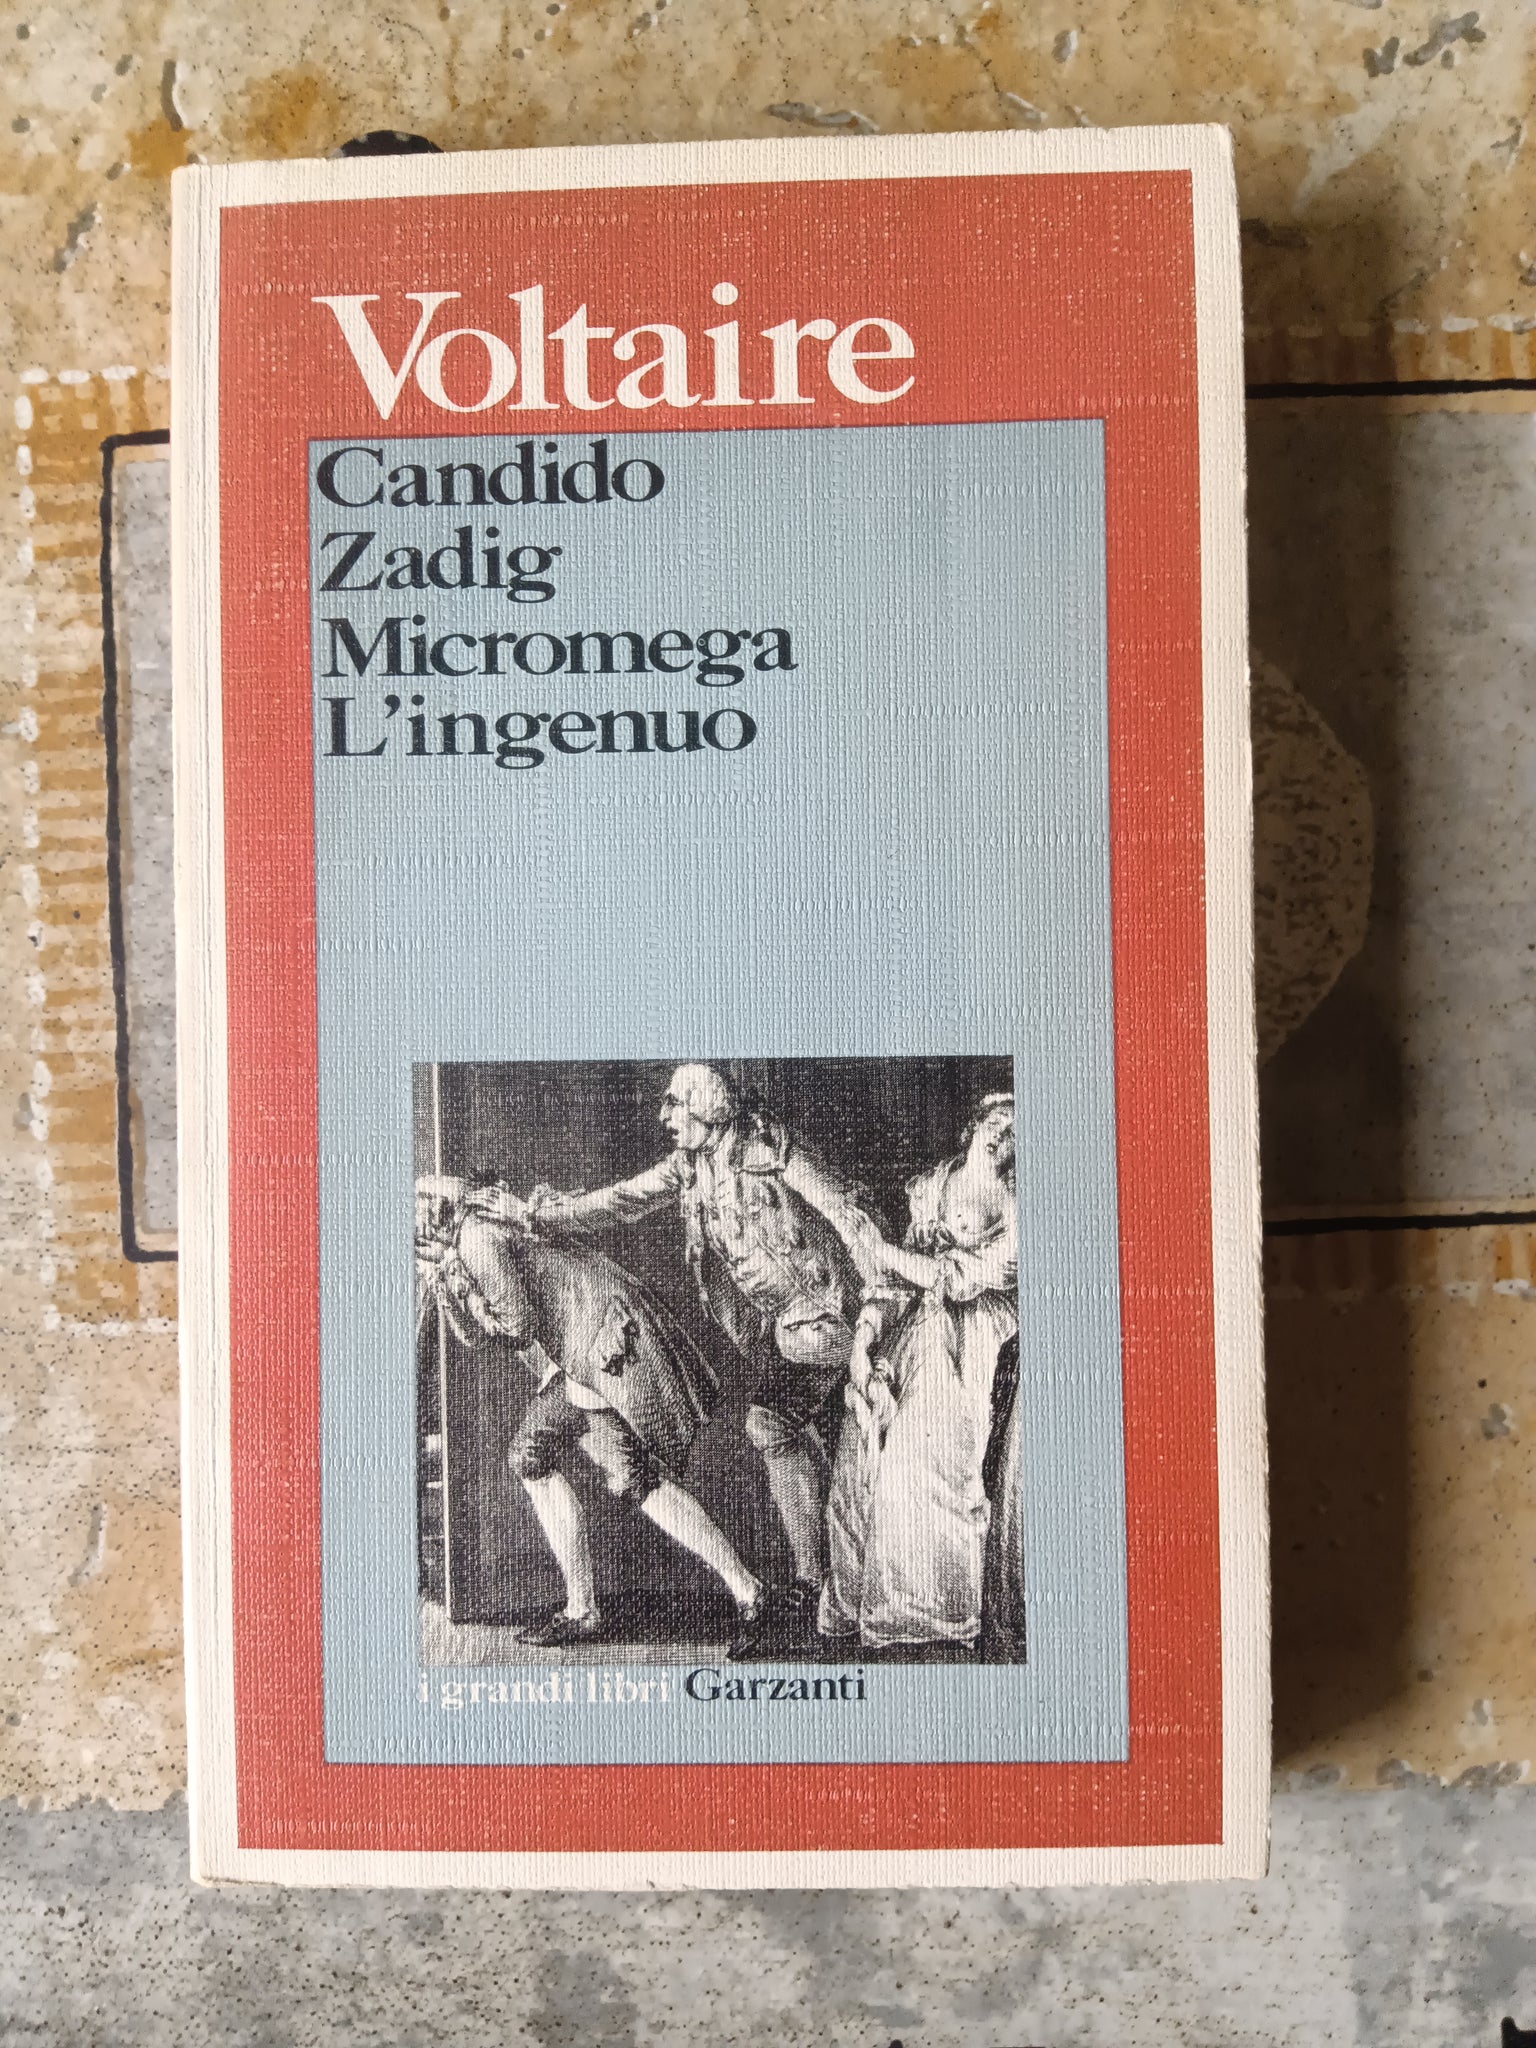 Voltaire
Candido
Zadig
Micromega
L'ingenuo
i grandi libri Garzanti